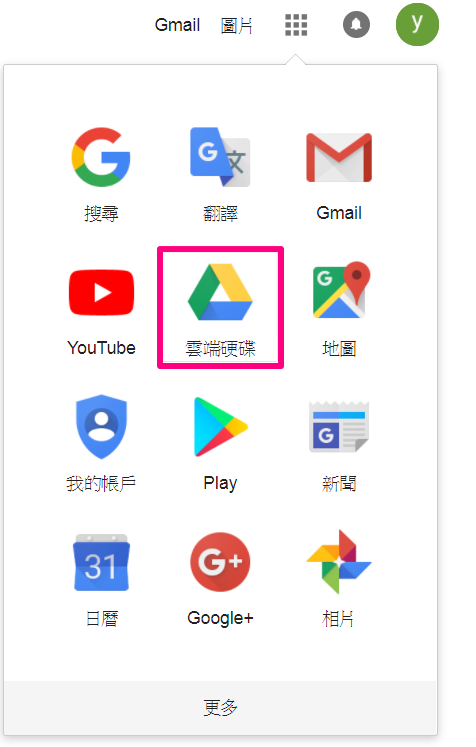 Gmail 圖片 y
搜尋 翻譯 Gmail
YouTube 雲端硬碟 地圖
我的帳戶 Play 新聞
31
日曆 Google+ 相片
更多